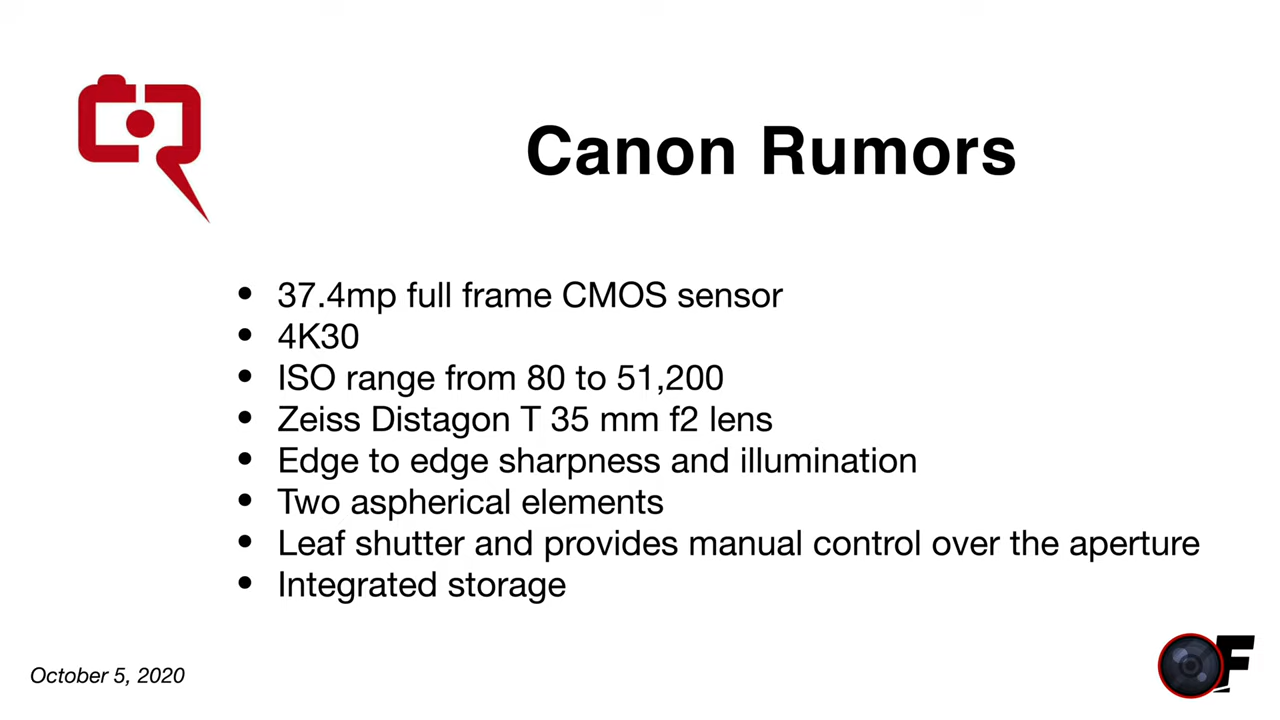 Canon Rumors
• 37.4mp full frame CMOS sensor
• 4K30
• ISO range from 80 to 51,200
• Zeiss Distagon T 35 mm f2 lens
• Edge to edge sharpness and illumination
• Two aspherical elements
• Leaf shutter and provides manual control over the aperture
• Integrated storage
October 5, 2020
F